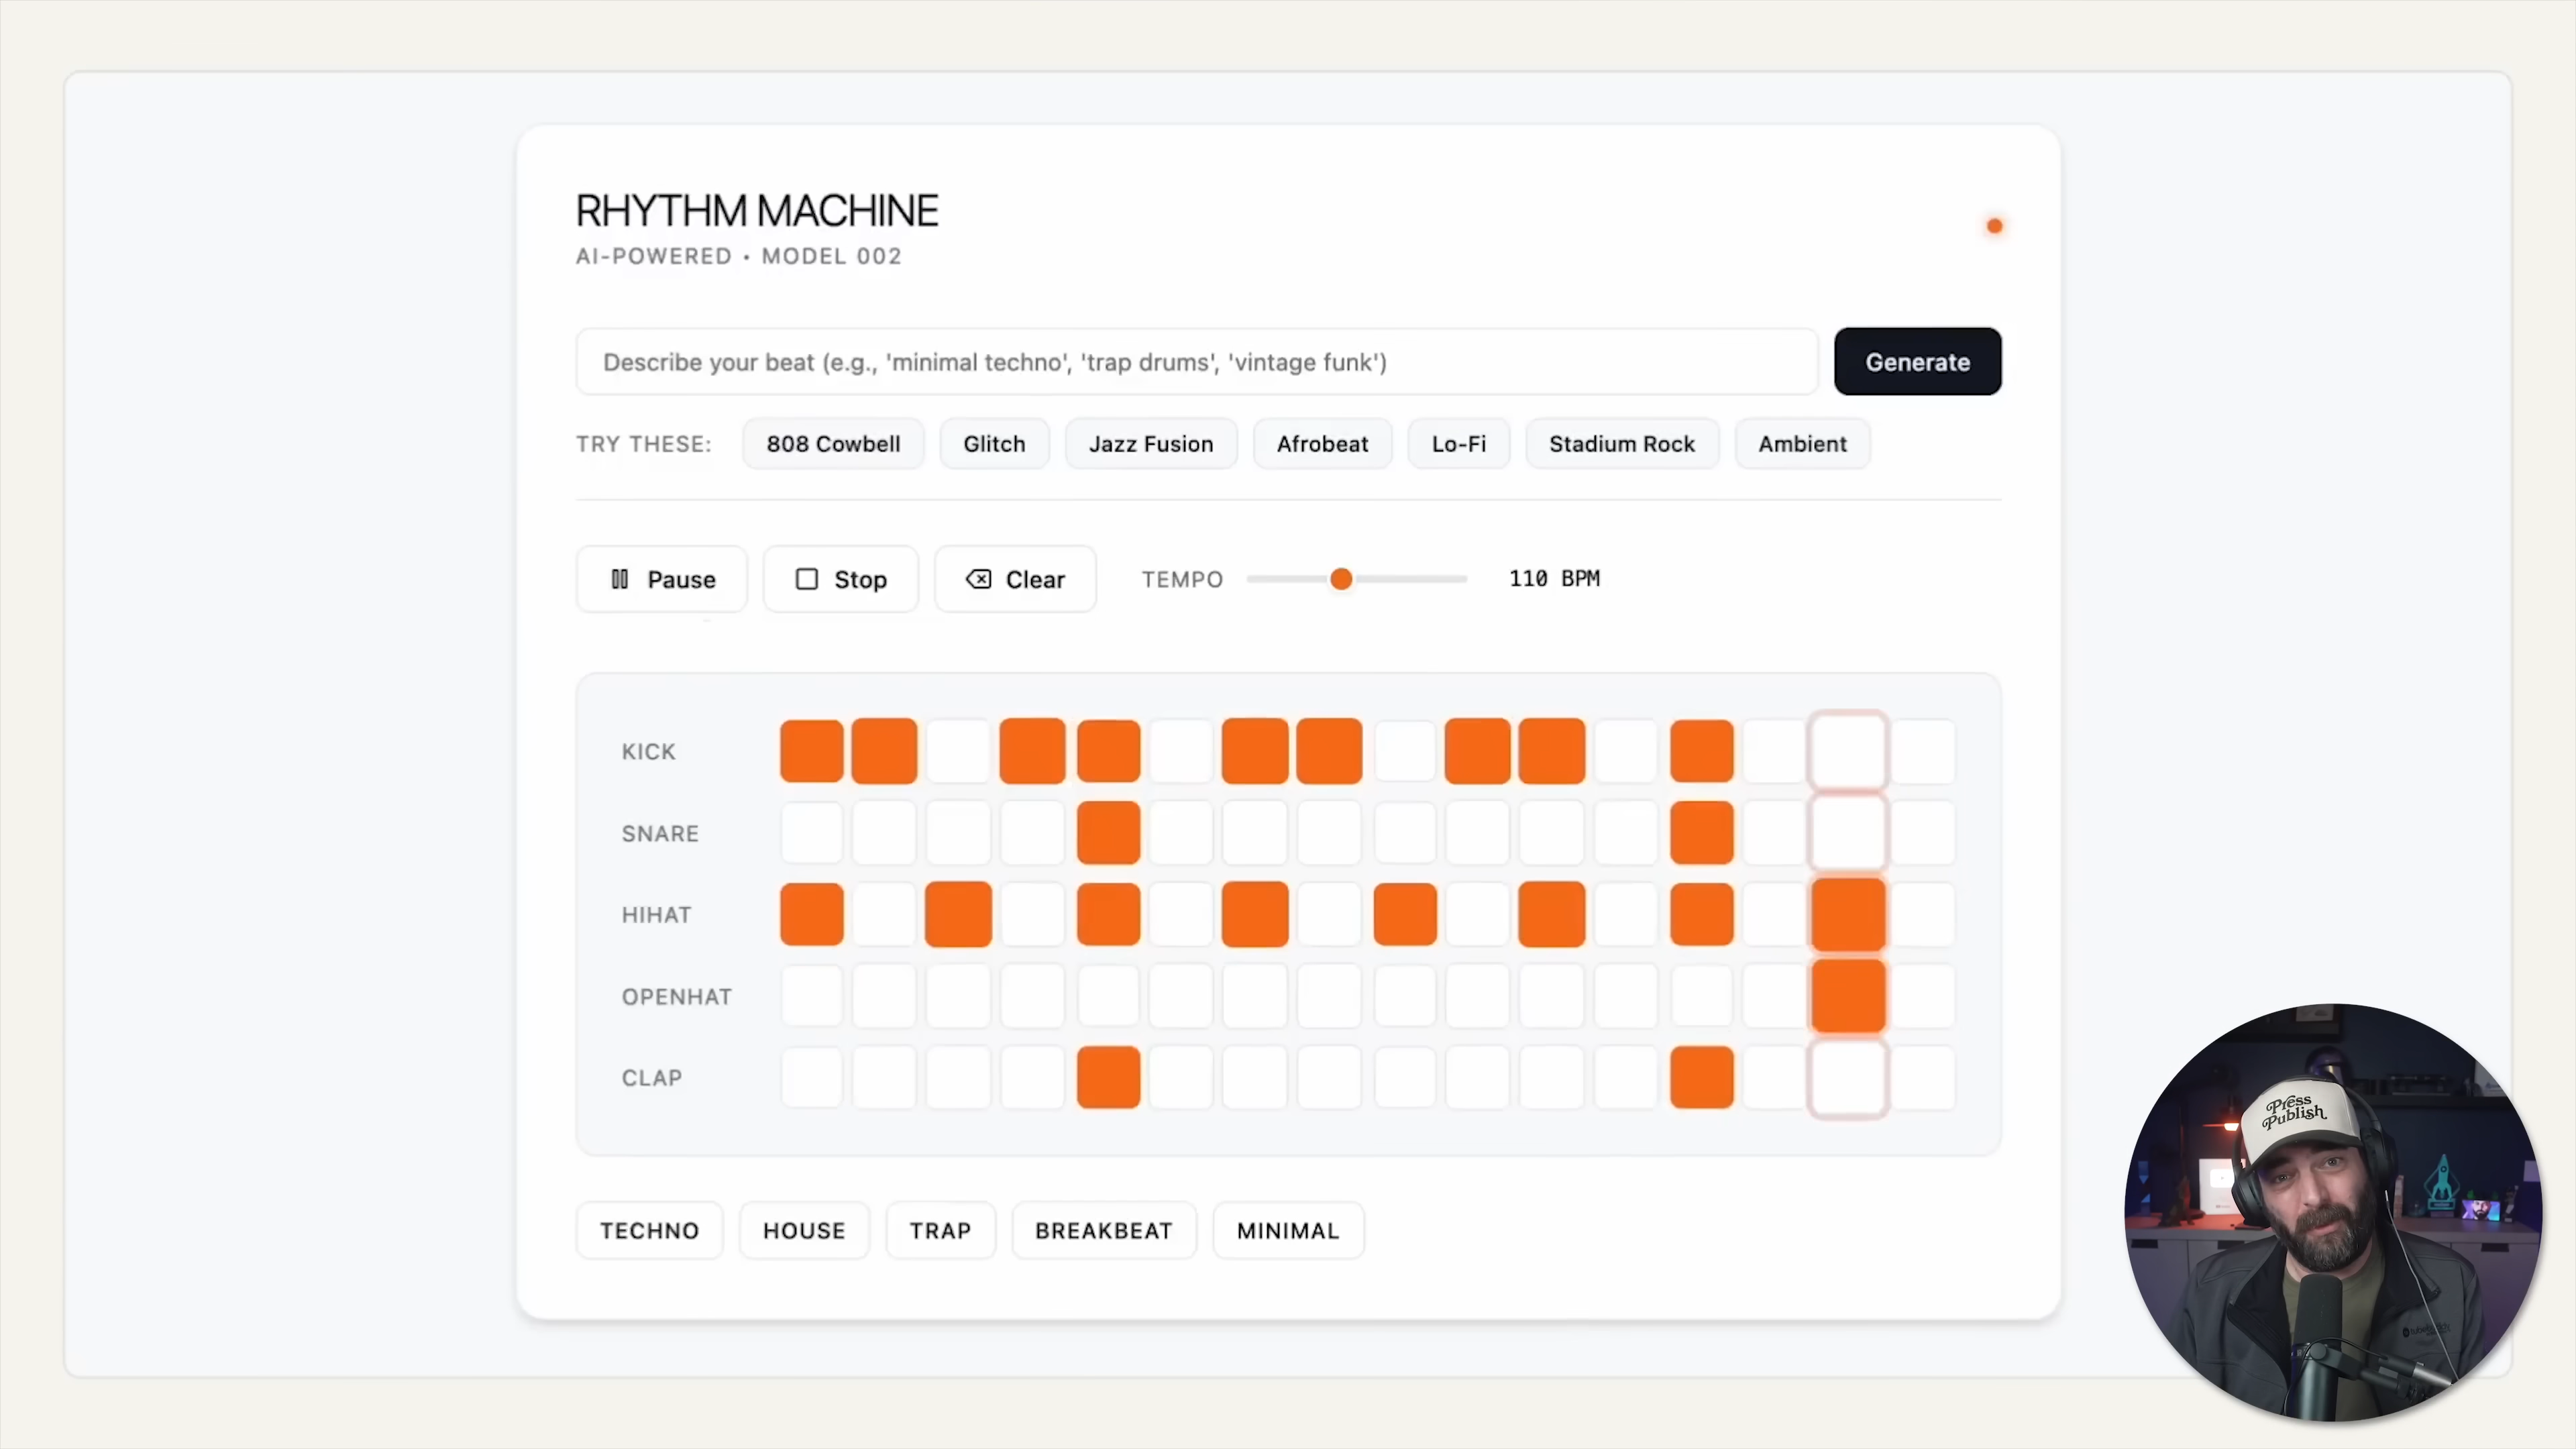 RHYTHM MACHINE
AI-POWERED • MODEL 002
Describe your beat (e.g., 'minimal techno', 'trap drums', 'vintage funk')
Generate
TRY THESE: 808 Cowbell Glitch Jazz Fusion Afrobeat Lo-Fi Stadium Rock Ambient
Pause Stop Clear TEMPO 110 BPM
KICK
SNARE
HIHAT
OPENHAT
CLAP
TECHNO HOUSE TRAP BREAKBEAT MINIMAL
Press
Publish